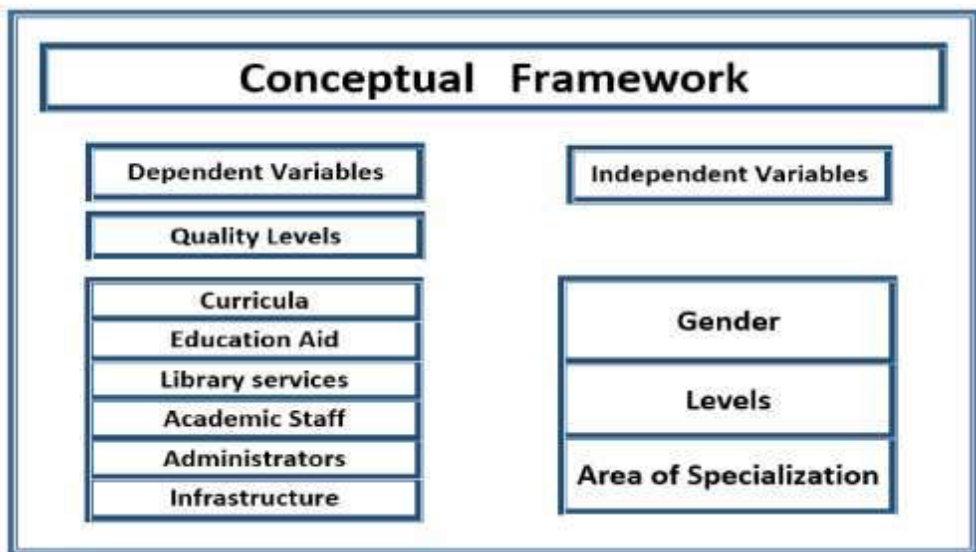 Conceptual Framework
Dependent Variables
Quality Levels
Curricula
Education Aid
Library services
Academic Staff
Administrators
Infrastructure
Independent Variables
Gender
Levels
Area of Specialization